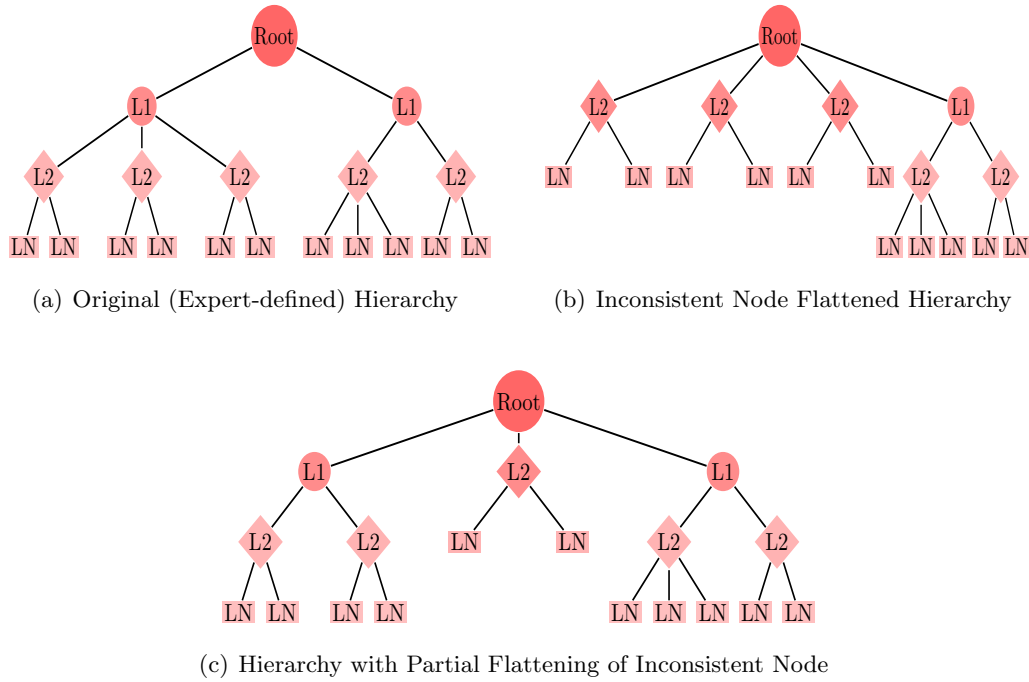 Root
L1 L1
L2 L2 L2 L2 L2
LN LN LN LN LN LN LN LN LN LN LN
(a) Original (Expert-defined) Hierarchy
Root
L2 L2 L2 L1
LN LN LN LN LN LN L2 L2
LN LN LN LN LN
(b) Inconsistent Node Flattened Hierarchy
Root
L1 L2 L1
L2 L2 LN LN L2 L2
LN LN LN LN LN LN LN LN LN
(c) Hierarchy with Partial Flattening of Inconsistent Node